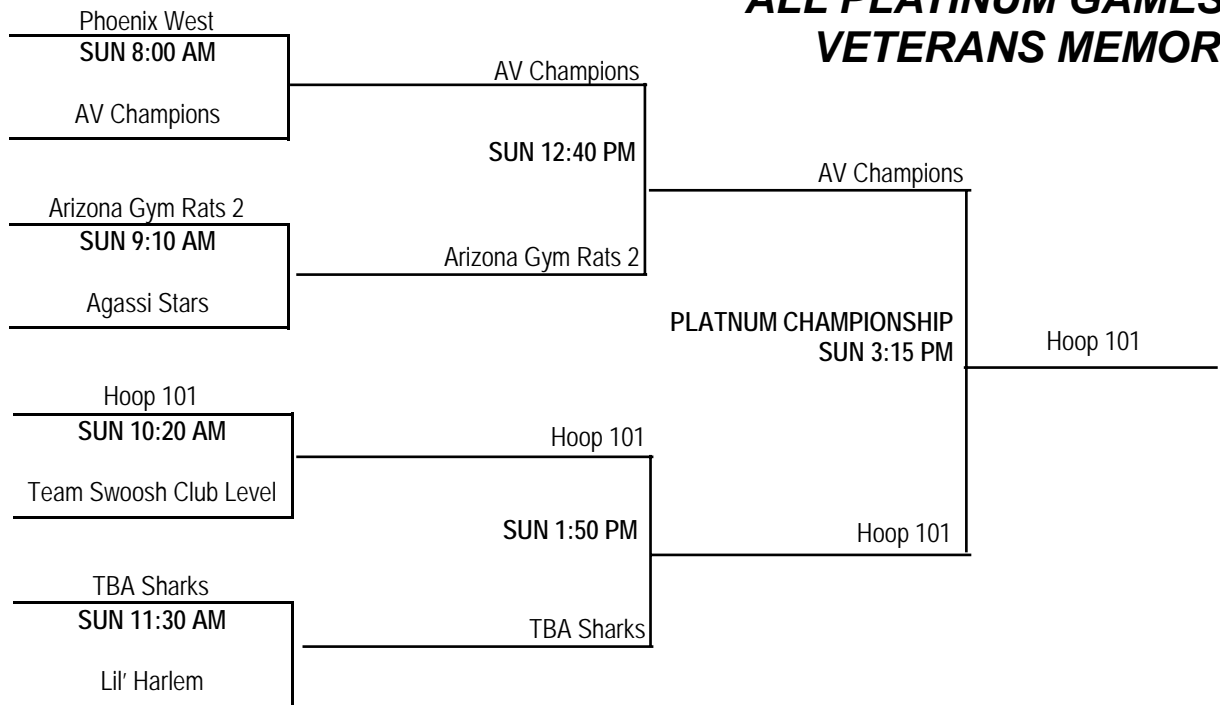 ALL PLATINUM GAMES
VETERANS MEMOR
Phoenix West
SUN 8:00 AM
AV Champions
AV Champions
SUN 12:40 PM
AV Champions
Arizona Gym Rats 2
SUN 9:10 AM
Arizona Gym Rats 2
Agassi Stars
PLATNUM CHAMPIONSHIP
SUN 3:15 PM
Hoop 101
Hoop 101
SUN 10:20 AM
Hoop 101
Team Swoosh Club Level
SUN 1:50 PM
Hoop 101
TBA Sharks
SUN 11:30 AM
TBA Sharks
Lil' Harlem